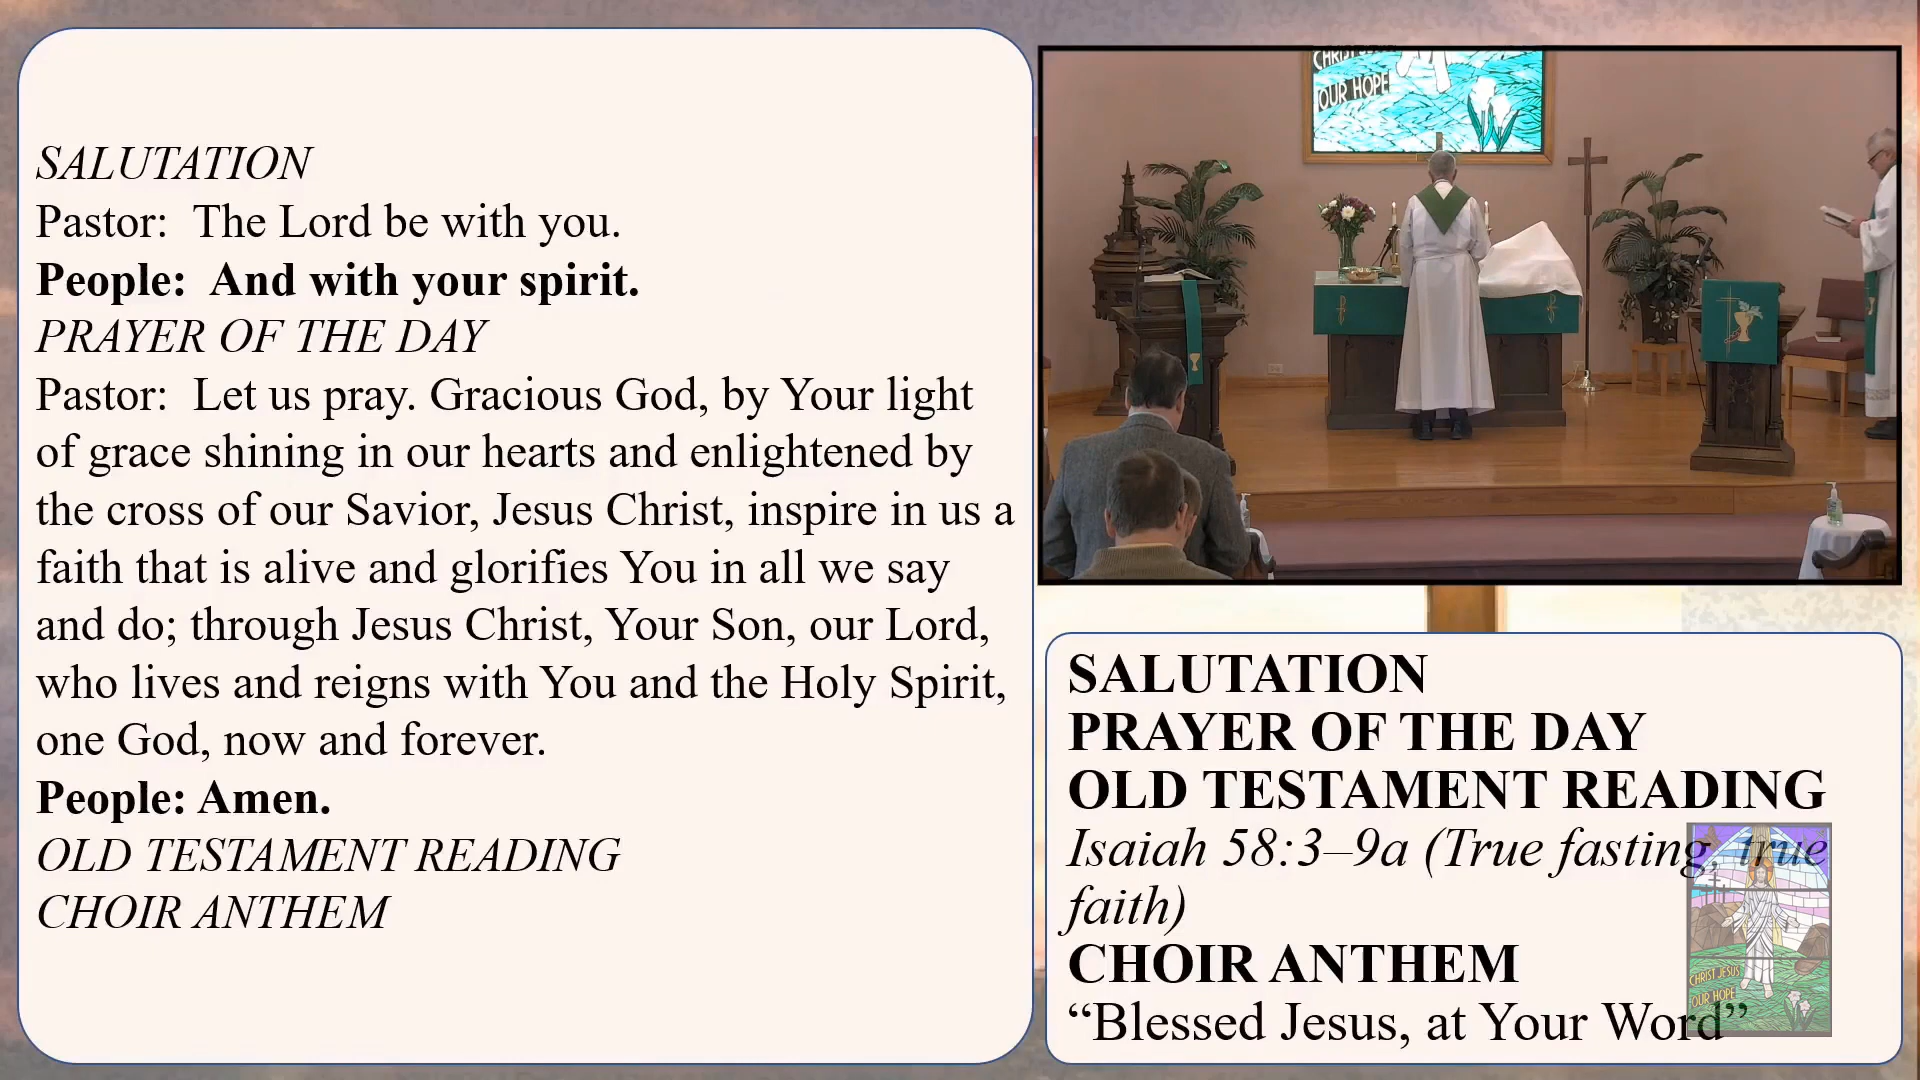 SALUTATION
Pastor:  The Lord be with you.
People:  And with your spirit.
PRAYER OF THE DAY
Pastor:  Let us pray. Gracious God, by Your light
of grace shining in our hearts and enlightened by
the cross of our Savior, Jesus Christ, inspire in us a
faith that is alive and glorifies You in all we say
and do; through Jesus Christ, Your Son, our Lord,
who lives and reigns with You and the Holy Spirit,
one God, now and forever.
People: Amen.
OLD TESTAMENT READING
CHOIR ANTHEM
CHRIST JESUS
OUR HOPE
SALUTATION
PRAYER OF THE DAY
OLD TESTAMENT READING
Isaiah 58:3–9a (True fasting, true
faith)
CHOIR ANTHEM
“Blessed Jesus, at Your Word”
CHRIST JESUS
OUR HOPE